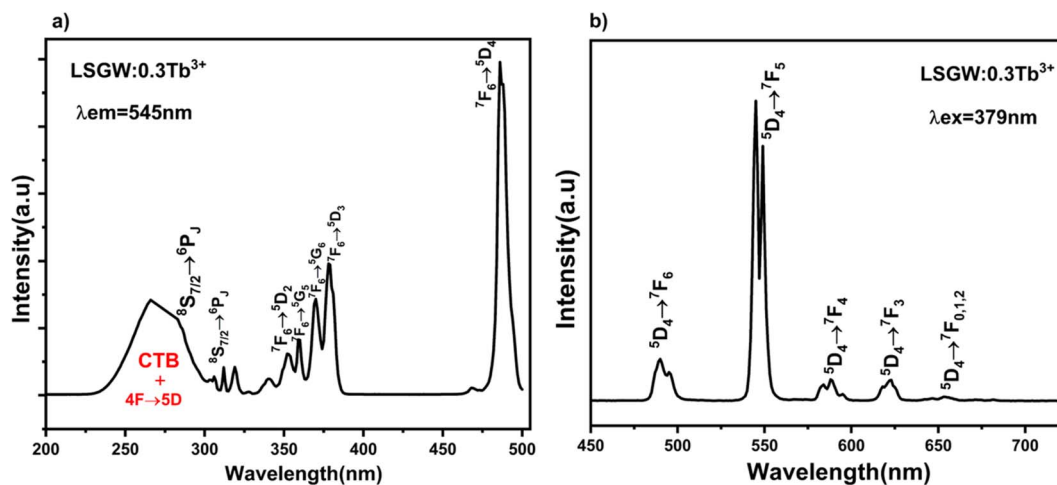 a)
LSGW:0.3Tb³⁺
λem=545nm
Intensity(a.u)
CTB
+
4F→5D
⁸S₇/₂→⁶P_J
⁸S₇/₂→⁶P_J
⁷F₆→⁵D₂
⁷F₆→⁵G₅
⁷F₆→⁵G₆
⁷F₆→⁵D₃
⁷F₆→⁵D₄
200 250 300 350 400 450 500
Wavelength(nm)
b)
LSGW:0.3Tb³⁺
λex=379nm
Intensity(a.u)
⁵D₄→⁷F₆
⁵D₄→⁷F₅
⁵D₄→⁷F₄
⁵D₄→⁷F₃
⁵D₄→⁷F₀,₁,₂
450 500 550 600 650 700
Wavelength(nm)